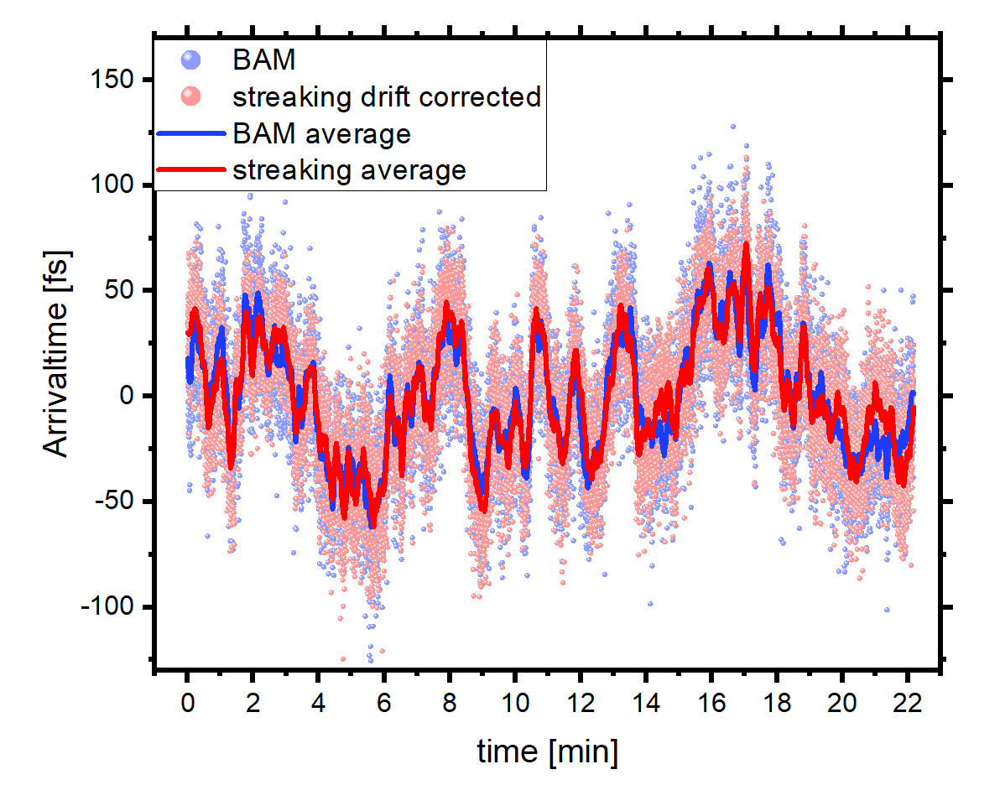 BAM
streaking drift corrected
BAM average
streaking average
150
100
50
0
-50
-100
Arrivaltime [fs]
0 2 4 6 8 10 12 14 16 18 20 22
time [min]